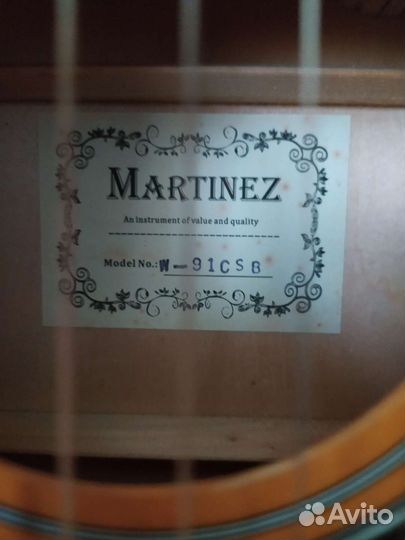 MARTINEZ
An instrument of value and quality
Model No.: W-91CSB
Avito